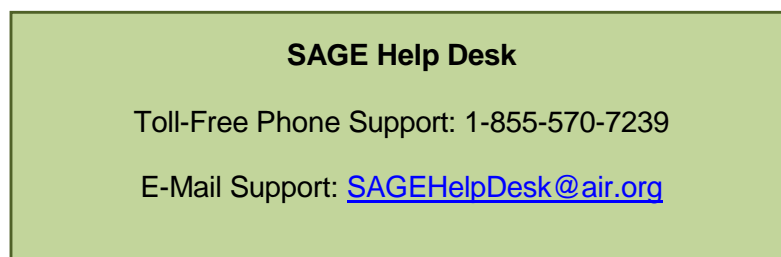 SAGE Help Desk
Toll-Free Phone Support: 1-855-570-7239
E-Mail Support: SAGEHelpDesk@air.org